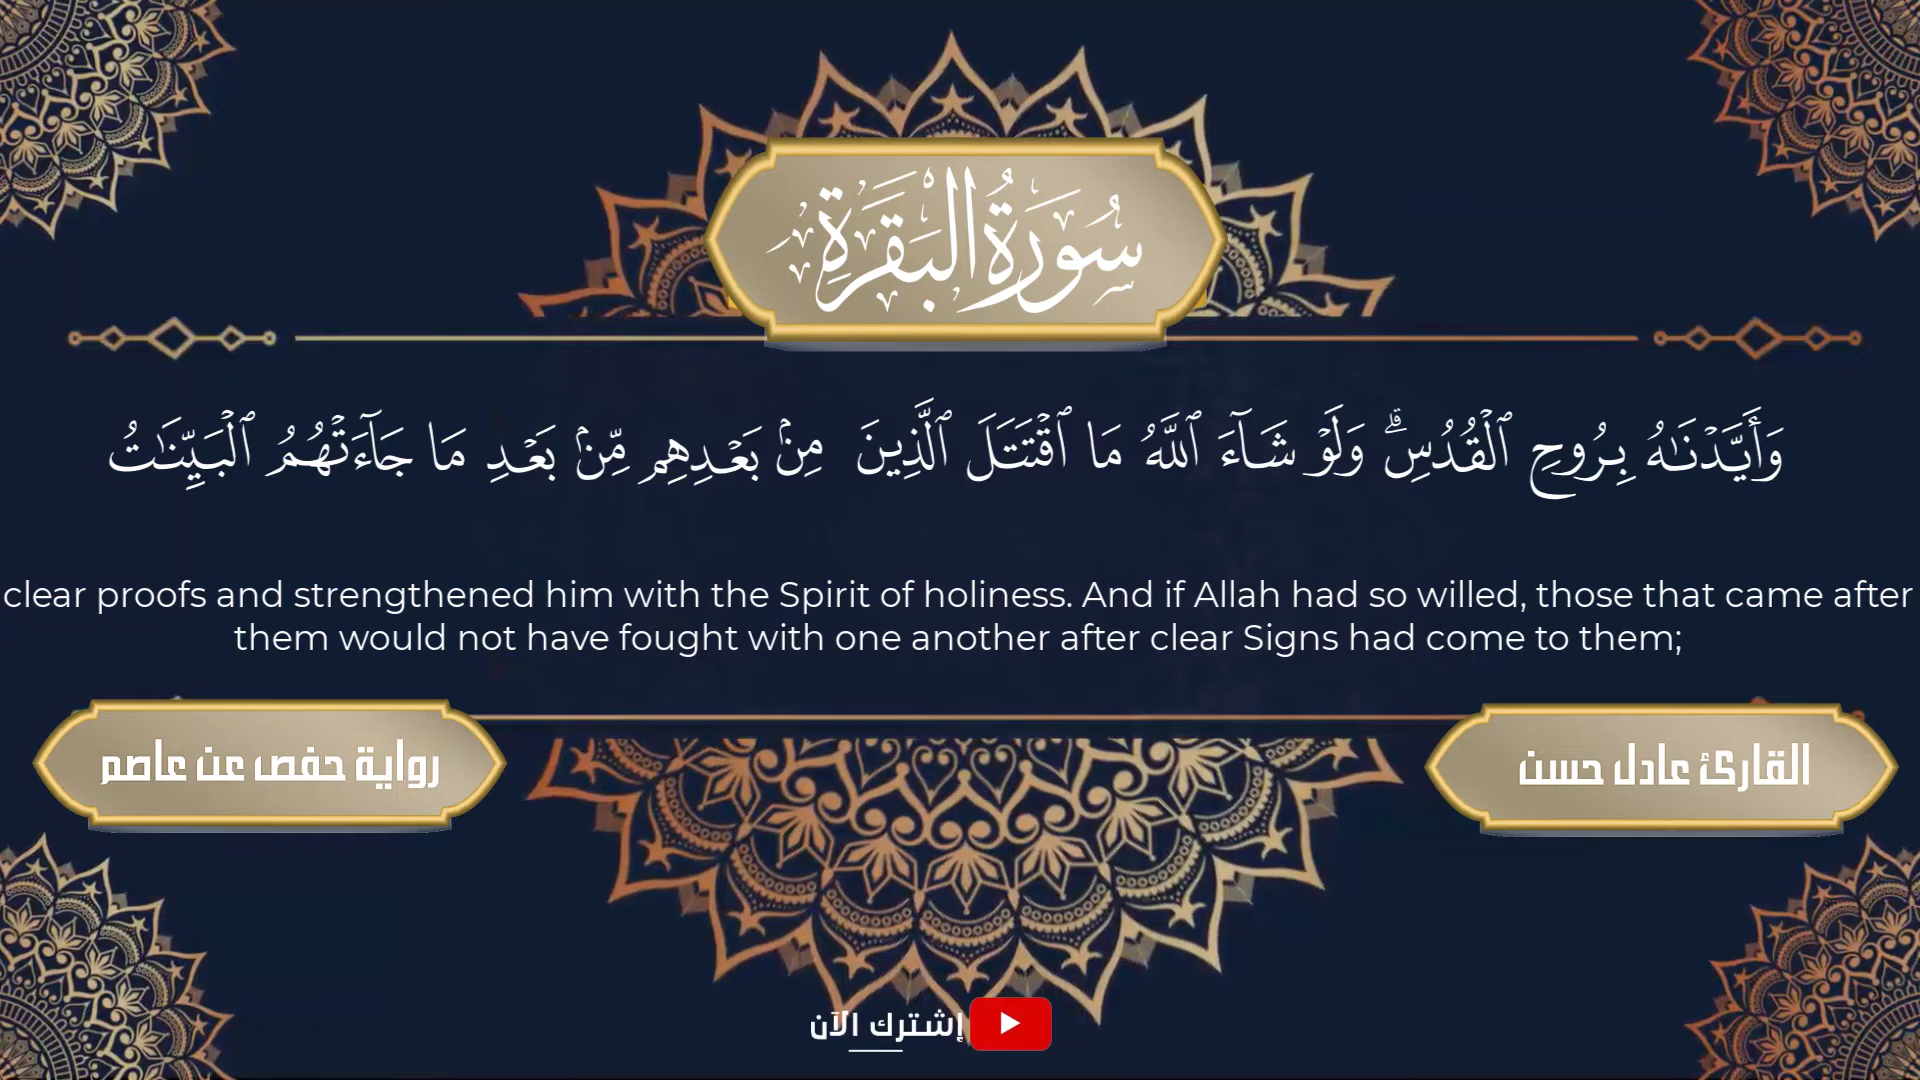 سُورَةُ البَقَرَةِ
وَأَيَّدۡنَٰهُ بِرُوحِ ٱلۡقُدُسِۗ وَلَوۡ شَآءَ ٱللَّهُ مَا ٱقۡتَتَلَ ٱلَّذِينَ مِنۢ بَعۡدِهِم مِّنۢ بَعۡدِ مَا جَآءَتۡهُمُ ٱلۡبَيِّنَٰتُ
clear proofs and strengthened him with the Spirit of holiness. And if Allah had so willed, those that came after
them would not have fought with one another after clear Signs had come to them;
القارئ عادل حسن
رواية حفص عن عاصم
إشترك الآن